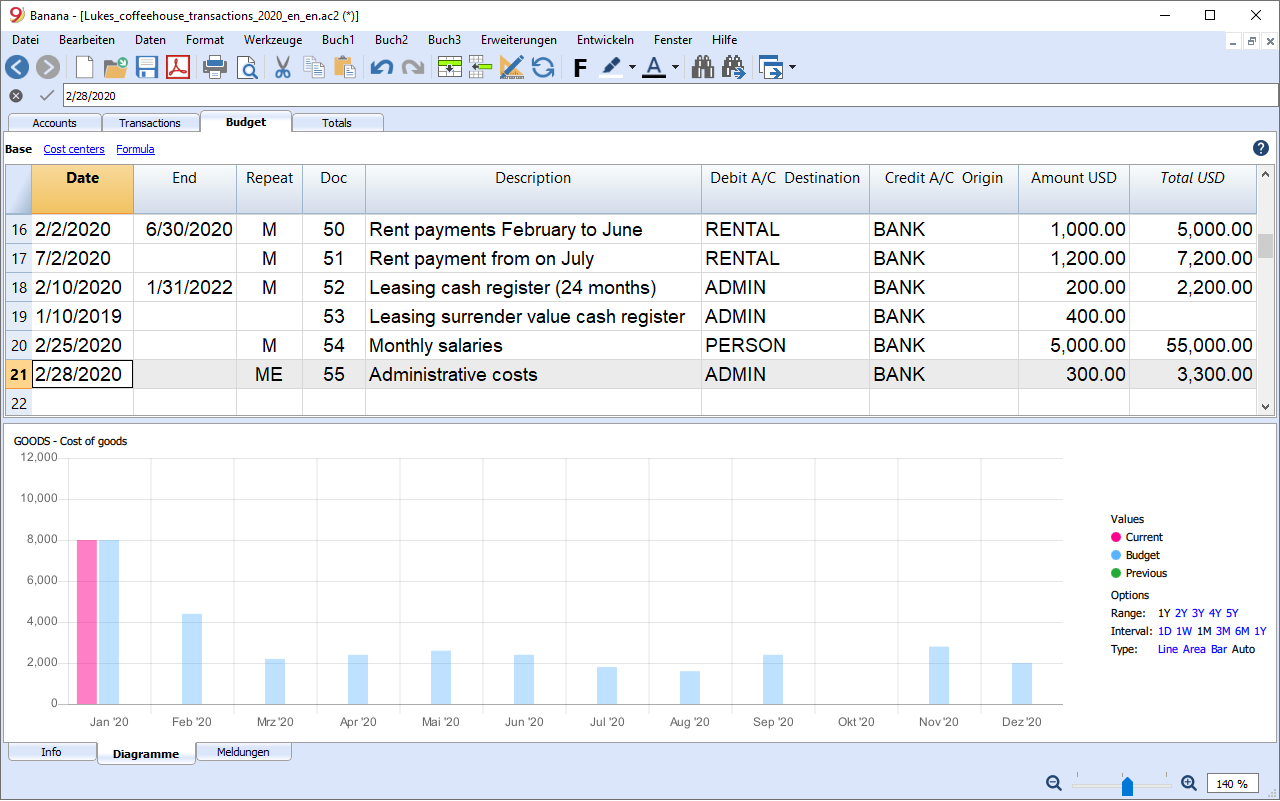 Banana - [Lukes_coffeehouse_transactions_2020_en_en.ac2 (*)]
Datei Bearbeiten Daten Format Werkzeuge Buch1 Buch2 Buch3 Erweiterungen Entwickeln Fenster Hilfe
F A
2/28/2020
Accounts Transactions Budget Totals
Base Cost centers Formula ?
Date End Repeat Doc Description Debit A/C Destination Credit A/C Origin Amount USD Total USD
16 2/2/2020 6/30/2020 M 50 Rent payments February to June RENTAL BANK 1,000.00 5,000.00
17 7/2/2020 M 51 Rent payment from on July RENTAL BANK 1,200.00 7,200.00
18 2/10/2020 1/31/2022 M 52 Leasing cash register (24 months) ADMIN BANK 200.00 2,200.00
19 1/10/2019 53 Leasing surrender value cash register ADMIN BANK 400.00
20 2/25/2020 M 54 Monthly salaries PERSON BANK 5,000.00 55,000.00
21 2/28/2020 ME 55 Administrative costs ADMIN BANK 300.00 3,300.00
22
GOODS - Cost of goods
12,000
10,000
8,000
6,000
4,000
2,000
0
Jan '20 Feb '20 Mrz '20 Apr '20 Mai '20 Jun '20 Jul '20 Aug '20 Sep '20 Okt '20 Nov '20 Dez '20
Values
Current
Budget
Previous
Options
Range: 1Y 2Y 3Y 4Y 5Y
Interval: 1D 1W 1M 3M 6M 1Y
Type: Line Area Bar Auto
Info Diagramme Meldungen
140 %